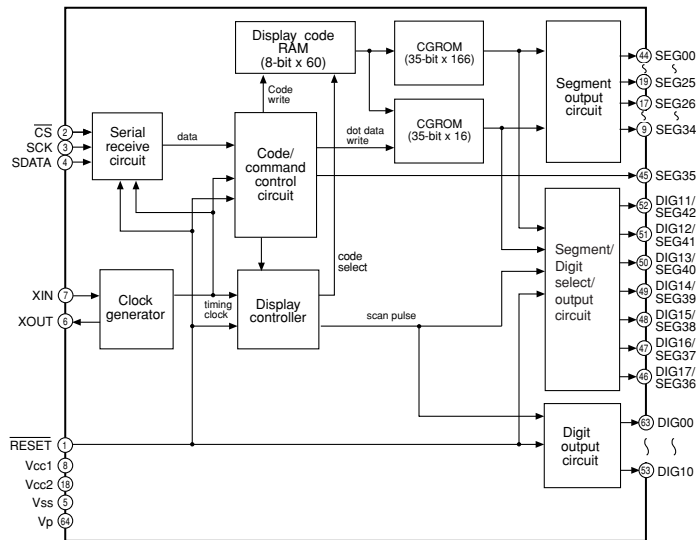 Display code
RAM
(8-bit x 60)
CGROM
(35-bit x 166)
Code
write
CGROM
(35-bit x 16)
dot data
write
Segment
output
circuit
44 SEG00
19 SEG25
17 SEG26
9 SEG34
CS 2
SCK 3
SDATA 4
Serial
receive
circuit
data
Code/
command
control
circuit
45 SEG35
52 DIG11/
SEG42
51 DIG12/
SEG41
50 DIG13/
SEG40
49 DIG14/
SEG39
48 DIG15/
SEG38
47 DIG16/
SEG37
46 DIG17/
SEG36
Segment/
Digit
select/
output
circuit
code
select
XIN 7
XOUT 6
Clock
generator
timing
clock
Display
controller
scan pulse
RESET 1
Vcc1 8
Vcc2 18
Vss 5
Vp 64
Digit
output
circuit
63 DIG00
53 DIG10